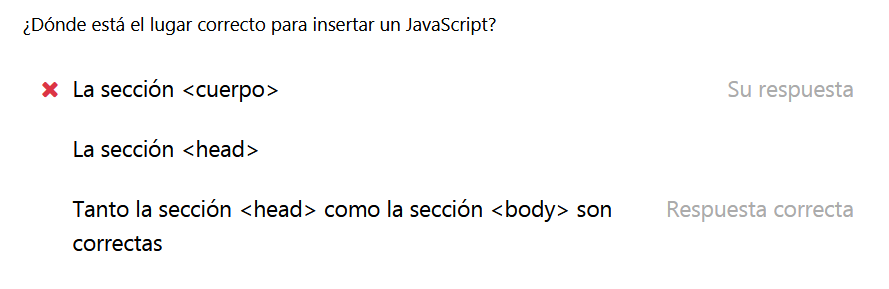 ¿Dónde está el lugar correcto para insertar un JavaScript?
✖ La sección <cuerpo> Su respuesta
La sección <head>
Tanto la sección <head> como la sección <body> son Respuesta correcta
correctas